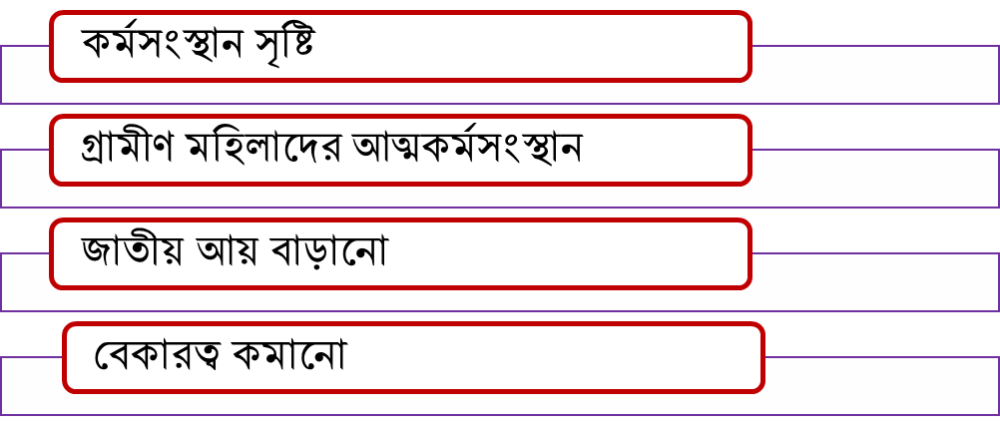 কর্মসংস্থান সৃষ্টি
গ্রামীণ মহিলাদের আত্মকর্মসংস্থান
জাতীয় আয় বাড়ানো
বেকারত্ব কমানো